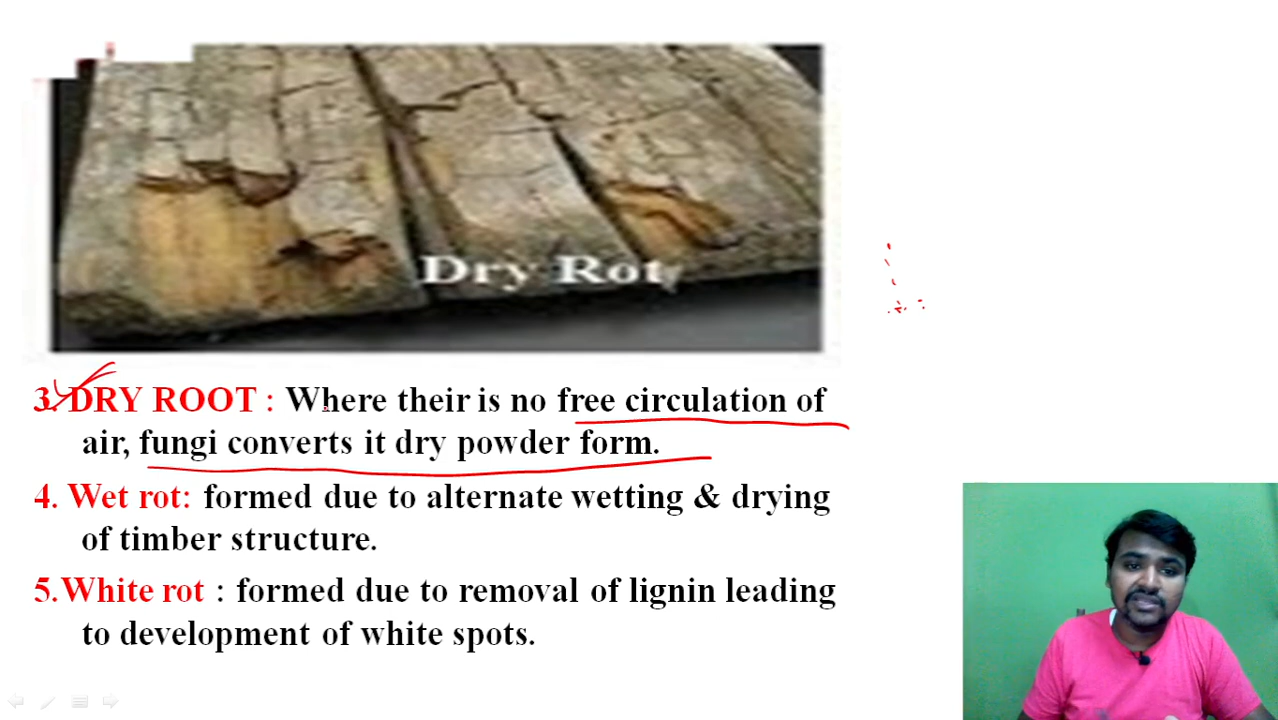 Dry Rot
3. DRY ROOT : Where their is no free circulation of
air, fungi converts it dry powder form.
4. Wet rot: formed due to alternate wetting & drying
of timber structure.
5. White rot : formed due to removal of lignin leading
to development of white spots.